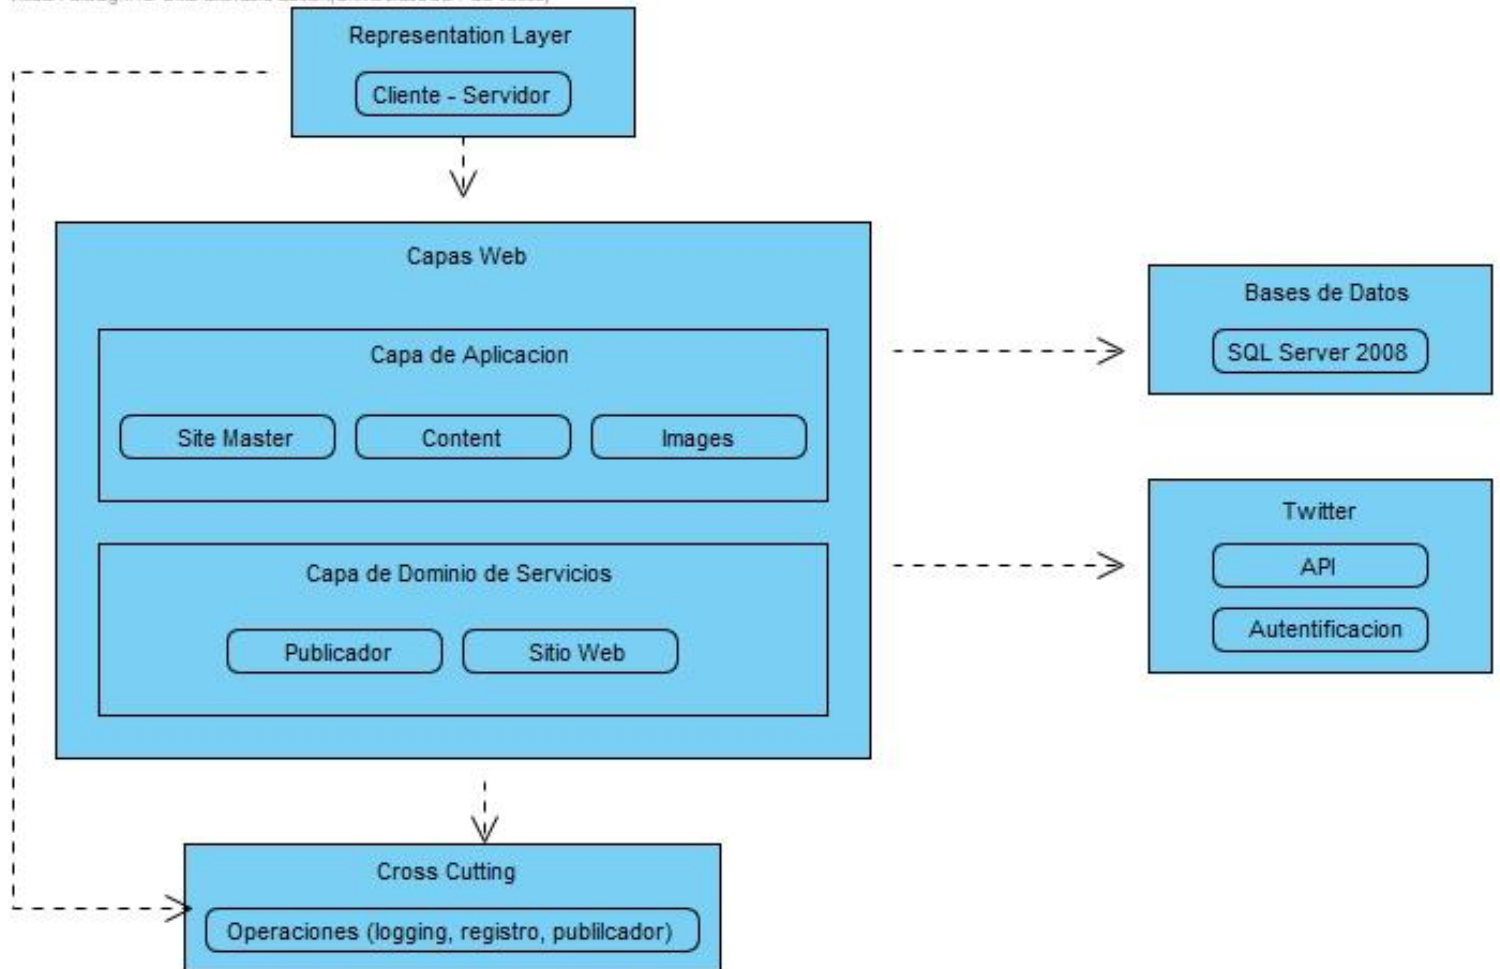 Representation Layer
Cliente - Servidor
Capas Web
Capa de Aplicacion
Site Master
Content
Images
Capa de Dominio de Servicios
Publicador
Sitio Web
Bases de Datos
SQL Server 2008
Twitter
API
Autentificacion
Cross Cutting
Operaciones (logging, registro, publilcador)